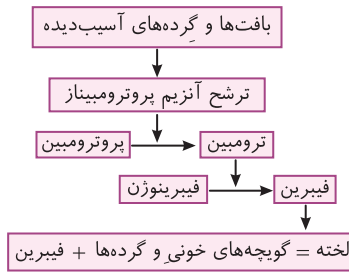 بافت‌ها و گِرده‌های آسیب‌دیده
ترشح آنزیم پروترومبیناز
پروترومبین
ترومبین
فیبرینوژن
فیبرین
لخته = گویچه‌های خونیِ و گرده‌ها + فیبرین